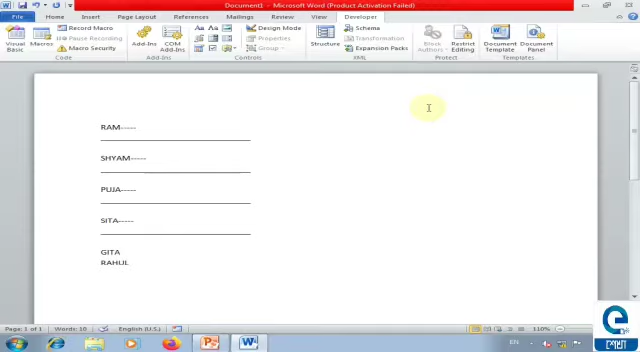 Document1 - Microsoft Word (Product Activation Failed)
File Home Insert Page Layout References Mailings Review View Developer
Visual Basic
Macros
Record Macro
Pause Recording
Macro Security
Code
Add-Ins
COM Add-Ins
Add-Ins
Design Mode
Properties
Group
Controls
Structure
Schema
Transformation
Expansion Packs
XML
Block Authors
Restrict Editing
Protect
Document Template
Document Panel
Templates
RAM-----
SHYAM-----
PUJA-----
SITA-----
GITA
RAHUL
Page: 1 of 1 Words: 10 English (U.S.) 110%
EN